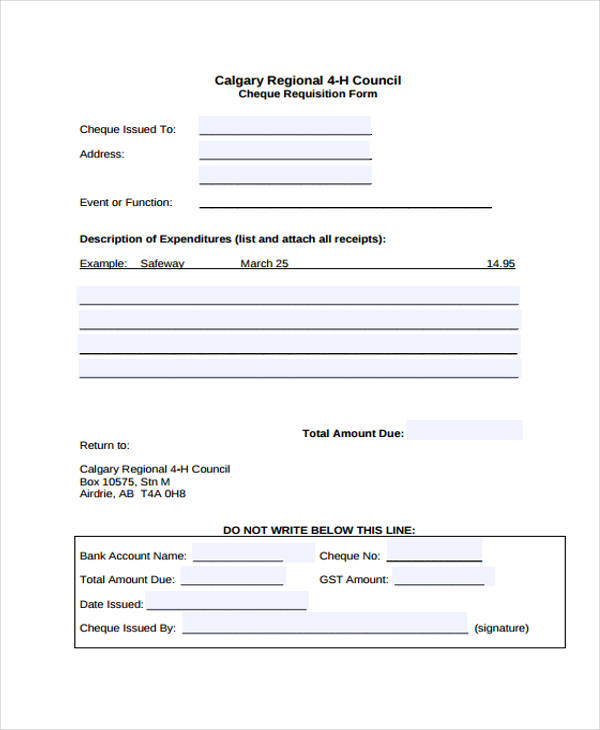 Calgary Regional 4-H Council
Cheque Requisition Form
Cheque Issued To:
Address:
Event or Function:
Description of Expenditures (list and attach all receipts):
Example: Safeway March 25 14.95
Total Amount Due:
Return to:
Calgary Regional 4-H Council
Box 10575, Stn M
Airdrie, AB T4A 0H8
DO NOT WRITE BELOW THIS LINE:
Bank Account Name: Cheque No:
Total Amount Due: GST Amount:
Date Issued:
Cheque Issued By: (signature)